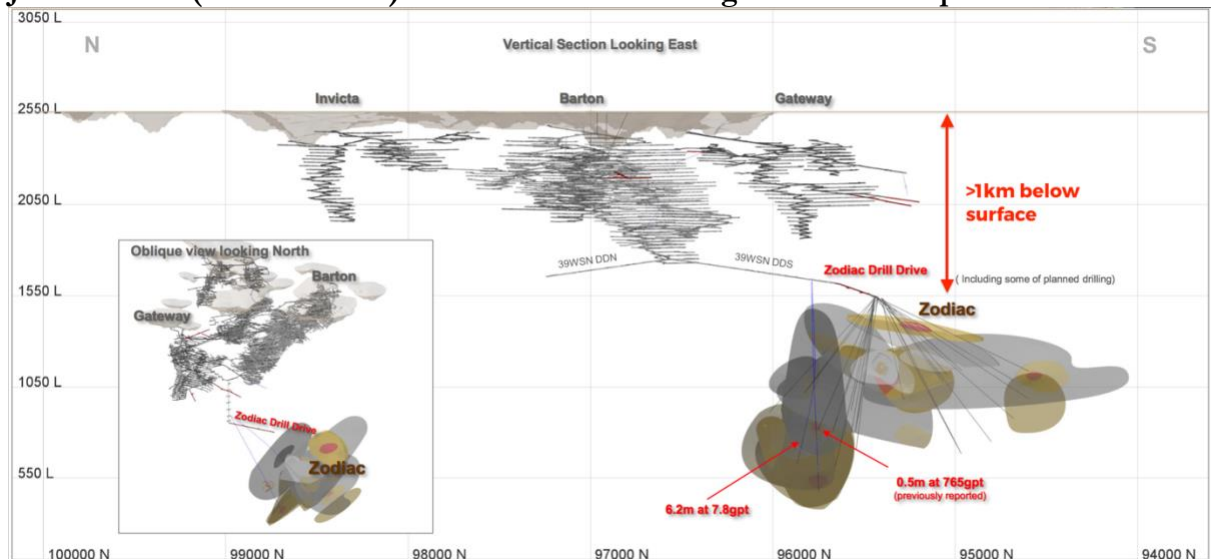 3050 L
N
Vertical Section Looking East
S
2550 L
Invicta
Barton
Gateway
2050 L
>1km below
surface
Oblique view looking North
Barton
Gateway
Zodiac Drill Drive
Zodiac
39WSN DDN
39WSN DDS
Zodiac Drill Drive
( Including some of planned drilling)
1550 L
Zodiac
1050 L
550 L
6.2m at 7.8gpt
0.5m at 765gpt
(previously reported)
100000 N
99000 N
98000 N
97000 N
96000 N
95000 N
94000 N